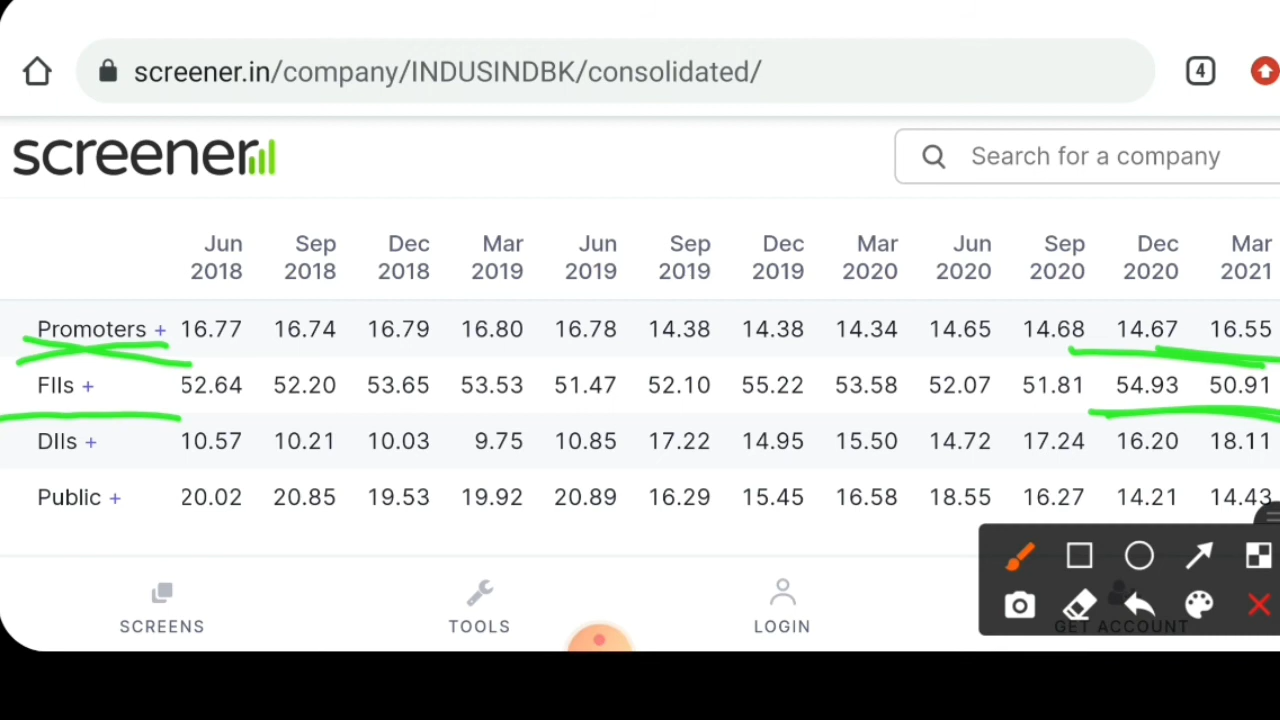 screener.in/company/INDUSINDBK/consolidated/ 4
screener Search for a company
Jun 2018 Sep 2018 Dec 2018 Mar 2019 Jun 2019 Sep 2019 Dec 2019 Mar 2020 Jun 2020 Sep 2020 Dec 2020 Mar 2021
Promoters + 16.77 16.74 16.79 16.80 16.78 14.38 14.38 14.34 14.65 14.68 14.67 16.55
FIIs + 52.64 52.20 53.65 53.53 51.47 52.10 55.22 53.58 52.07 51.81 54.93 50.91
DIIs + 10.57 10.21 10.03 9.75 10.85 17.22 14.95 15.50 14.72 17.24 16.20 18.11
Public + 20.02 20.85 19.53 19.92 20.89 16.29 15.45 16.58 18.55 16.27 14.21 14.43
SCREENS TOOLS LOGIN GET ACCOUNT